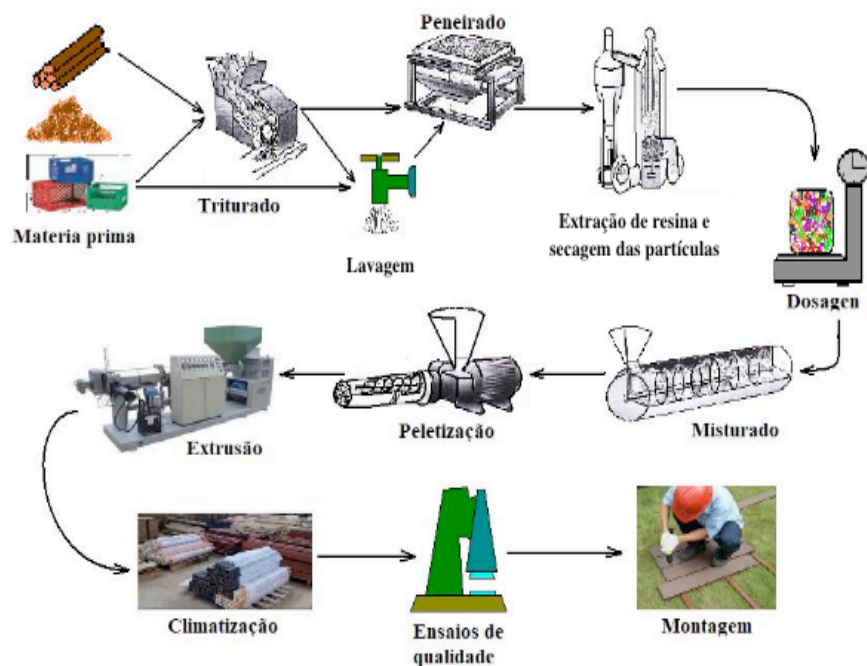 Peneirado
Triturado
Materia prima
Lavagem
Extração de resina e
secagem das partículas
Dosagen
Misturado
Peletização
Extrusão
Climatização
Ensaios de
qualidade
Montagem